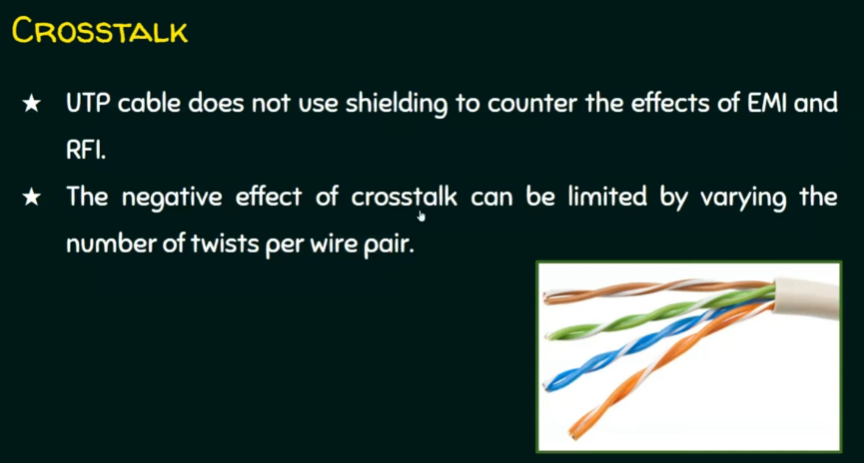 CROSSTALK
★ UTP cable does not use shielding to counter the effects of EMI and
RFI.
★ The negative effect of crosstalk can be limited by varying the
number of twists per wire pair.